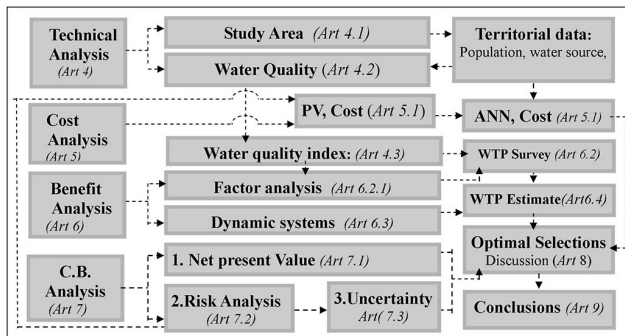 Technical
Analysis
(Art 4)
Study Area (Art 4.1)
Water Quality (Art 4.2)
Territorial data:
Population, water source,
Cost
Analysis
(Art 5)
PV, Cost (Art 5.1)
ANN, Cost (Art 5.1)
Water quality index: (Art 4.3)
WTP Survey (Art 6.2)
Benefit
Analysis
(Art 6)
Factor analysis (Art 6.2.1)
Dynamic systems (Art 6.3)
WTP Estimate(Art6.4)
C.B.
Analysis
(Art 7)
1. Net present Value (Art 7.1)
2.Risk Analysis
(Art 7.2)
3.Uncertainty
Art( 7.3)
Optimal Selections
Discussion (Art 8)
Conclusions (Art 9)